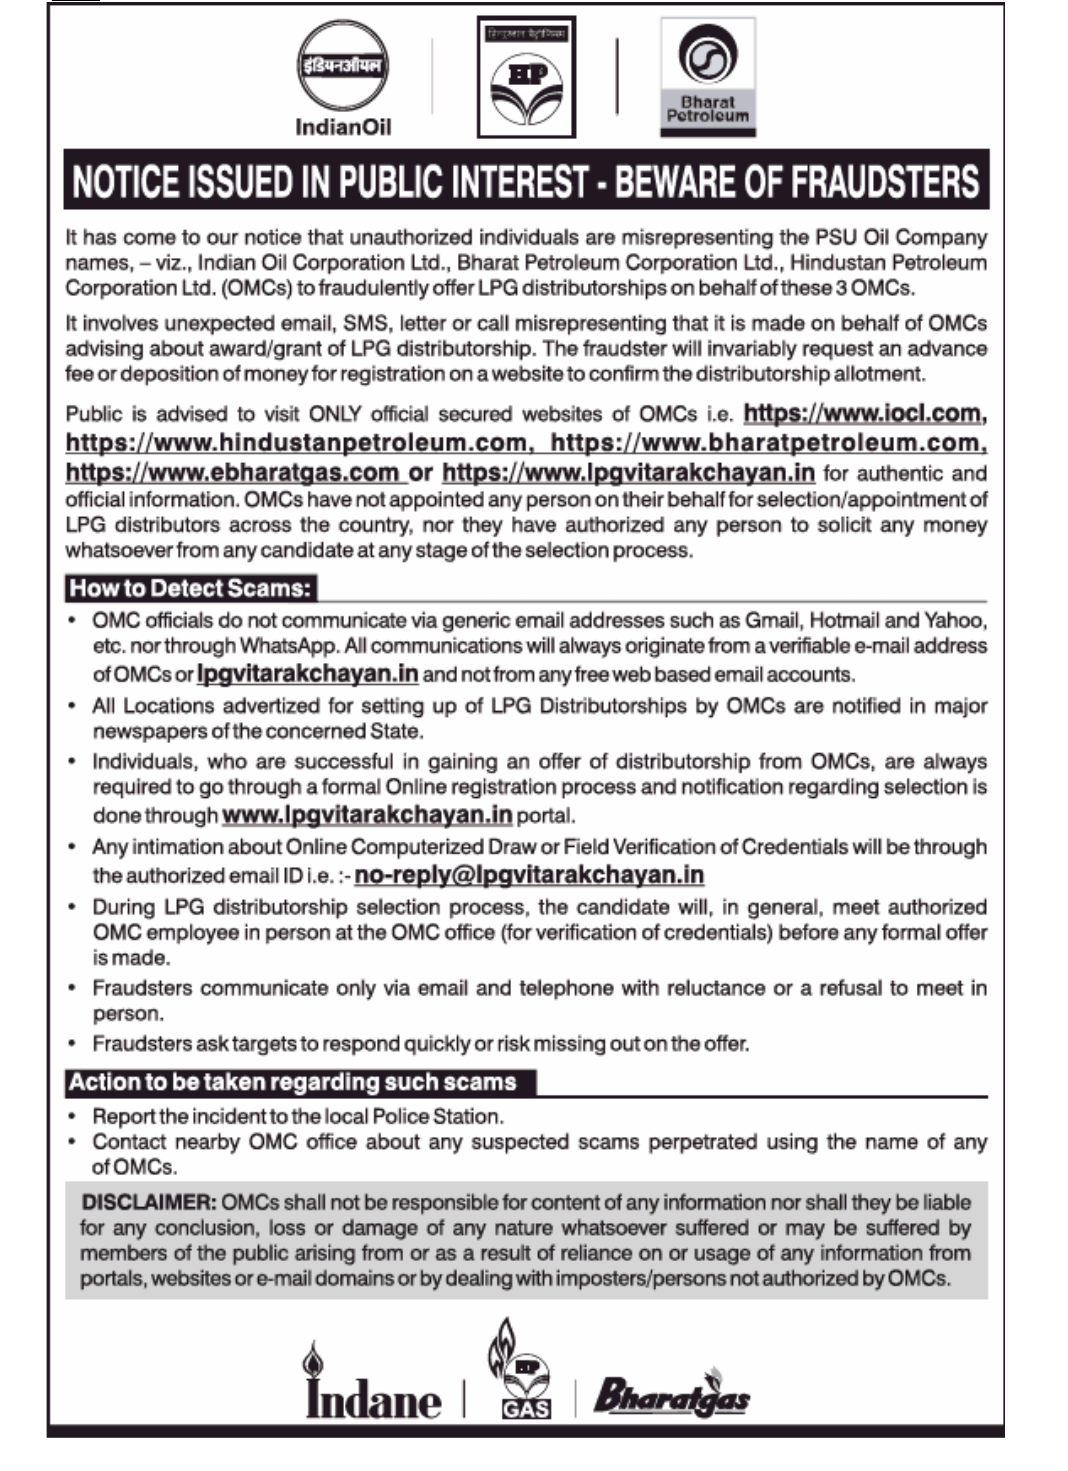 इंडियनऑयल
IndianOil
हिन्दुस्तान पेट्रोलियम
HP
Bharat
Petroleum
NOTICE ISSUED IN PUBLIC INTEREST - BEWARE OF FRAUDSTERS
It has come to our notice that unauthorized individuals are misrepresenting the PSU Oil Company
names, – viz., Indian Oil Corporation Ltd., Bharat Petroleum Corporation Ltd., Hindustan Petroleum
Corporation Ltd. (OMCs) to fraudulently offer LPG distributorships on behalf of these 3 OMCs.
It involves unexpected email, SMS, letter or call misrepresenting that it is made on behalf of OMCs
advising about award/grant of LPG distributorship. The fraudster will invariably request an advance
fee or deposition of money for registration on a website to confirm the distributorship allotment.
Public is advised to visit ONLY official secured websites of OMCs i.e. https://www.iocl.com,
https://www.hindustanpetroleum.com, https://www.bharatpetroleum.com,
https://www.ebharatgas.com or https://www.lpgvitarakchayan.in for authentic and
official information. OMCs have not appointed any person on their behalf for selection/appointment of
LPG distributors across the country, nor they have authorized any person to solicit any money
whatsoever from any candidate at any stage of the selection process.
How to Detect Scams:
• OMC officials do not communicate via generic email addresses such as Gmail, Hotmail and Yahoo,
etc. nor through WhatsApp. All communications will always originate from a verifiable e-mail address
of OMCs or lpgvitarakchayan.in and not from any free web based email accounts.
• All Locations advertized for setting up of LPG Distributorships by OMCs are notified in major
newspapers of the concerned State.
• Individuals, who are successful in gaining an offer of distributorship from OMCs, are always
required to go through a formal Online registration process and notification regarding selection is
done through www.lpgvitarakchayan.in portal.
• Any intimation about Online Computerized Draw or Field Verification of Credentials will be through
the authorized email ID i.e. :- no-reply@lpgvitarakchayan.in
• During LPG distributorship selection process, the candidate will, in general, meet authorized
OMC employee in person at the OMC office (for verification of credentials) before any formal offer
is made.
• Fraudsters communicate only via email and telephone with reluctance or a refusal to meet in
person.
• Fraudsters ask targets to respond quickly or risk missing out on the offer.
Action to be taken regarding such scams
• Report the incident to the local Police Station.
• Contact nearby OMC office about any suspected scams perpetrated using the name of any
of OMCs.
DISCLAIMER: OMCs shall not be responsible for content of any information nor shall they be liable
for any conclusion, loss or damage of any nature whatsoever suffered or may be suffered by
members of the public arising from or as a result of reliance on or usage of any information from
portals, websites or e-mail domains or by dealing with imposters/persons not authorized by OMCs.
Indane
HP
GAS
Bharatgas